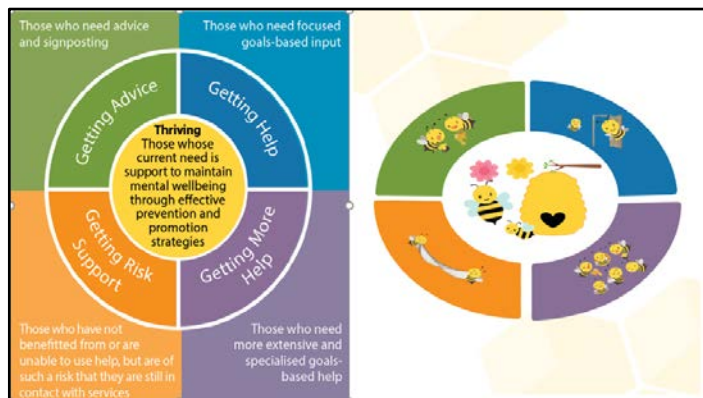 Those who need advice
and signposting
Those who need focused
goals-based input
Getting Advice
Getting Help
Thriving
Those whose
current need is
support to maintain
mental wellbeing
through effective
prevention and
promotion
strategies
Getting Risk
Support
Getting More
Help
Those who have not
benefitted from or are
unable to use help, but are of
such a risk that they are still in
contact with services
Those who need
more extensive and
specialised goals-
based help